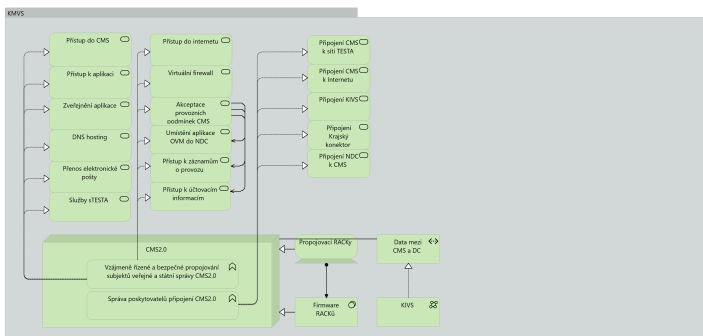 KMVS
Přístup do CMS
Přístup k aplikaci
Zveřejnění aplikace
DNS hosting
Přenos elektronické
pošty
Služby sTESTA
Přístup do internetu
Virtuální firewall
Akceptace
provozních
podmínek CMS
Umístění aplikace
OVM do NDC
Přístup k záznamům
o provozu
Přístup k účtovacím
informacím
Připojení CMS
k síti TESTA
Připojení CMS
k Internetu
Připojení KIVS
Připojení
Krajský
konektor
Připojení NDC
k CMS
CMS2.0
Vzájemně řízené a bezpečné propojování
subjektů veřejné a státní správy CMS2.0
Správa poskytovatelů připojení CMS2.0
Propojovací RACKy
Firmware
RACKů
Data mezi
CMS a DC
KIVS